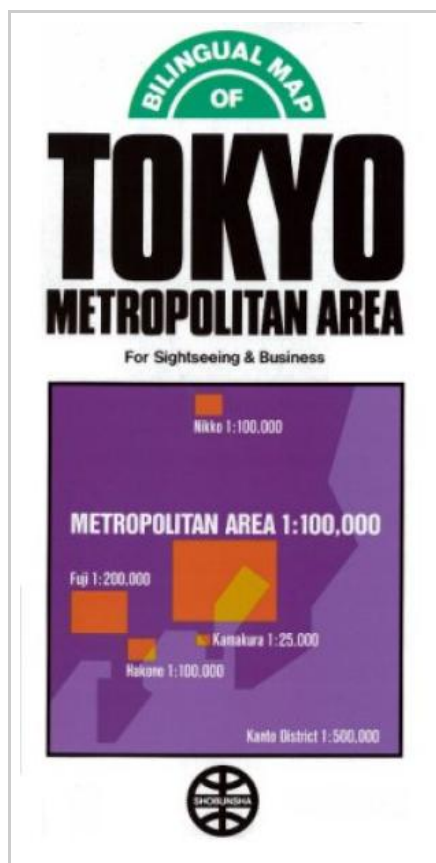 BILINGUAL MAP
OF
TOKYO
METROPOLITAN AREA
For Sightseeing & Business
Nikko 1:100,000
METROPOLITAN AREA 1:100,000
Fuji 1:200,000
Kamakura 1:25,000
Hakone 1:100,000
Kanto District 1:500,000
SHOBUNSHA